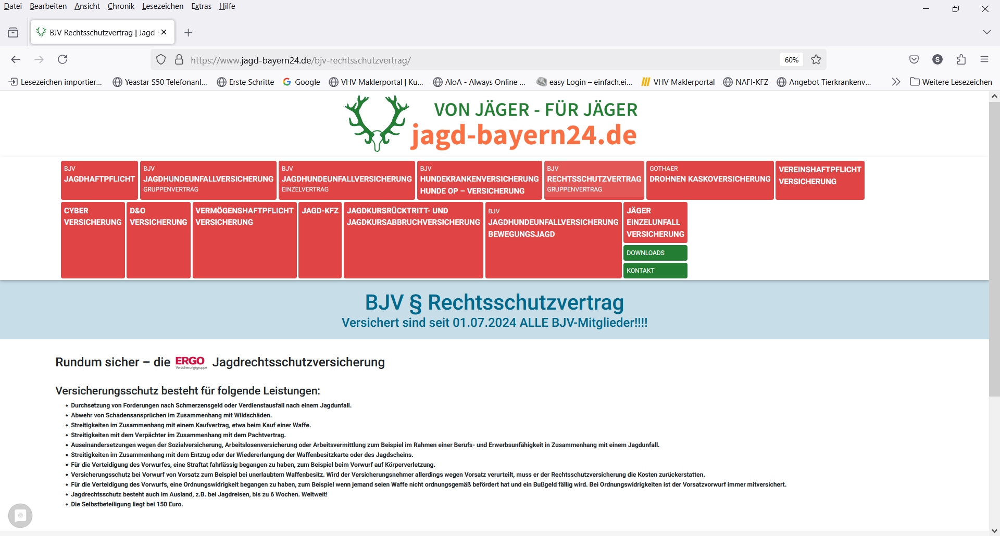 Datei Bearbeiten Ansicht Chronik Lesezeichen Extras Hilfe
BJV Rechtsschutzvertrag | Jagd
https://www.jagd-bayern24.de/bjv-rechtsschutzvertrag/
60%
S
Lesezeichen importier... Yeastar S50 Telefonanl... Erste Schritte Google VHV Maklerportal | Ku... AIoA - Always Online ... easy Login – einfach.ei... VHV Maklerportal NAFI-KFZ Angebot Tierkrankenv... Weitere Lesezeichen
VON JÄGER - FÜR JÄGER
jagd-bayern24.de
BJV
JAGDHAFTPFLICHT
BJV
JAGDHUNDEUNFALLVERSICHERUNG
GRUPPENVERTRAG
BJV
JAGDHUNDEUNFALLVERSICHERUNG
EINZELVERTRAG
BJV
HUNDEKRANKENVERSICHERUNG
HUNDE OP – VERSICHERUNG
BJV
RECHTSSCHUTZVERTRAG
GRUPPENVERTRAG
GOTHAER
DROHNEN KASKOVERSICHERUNG
VEREINSHAFTPFLICHT
VERSICHERUNG
CYBER
VERSICHERUNG
D&O
VERSICHERUNG
VERMÖGENSHAFTPFLICHT
VERSICHERUNG
JAGD-KFZ
JAGDKURSRÜCKTRITT- UND
JAGDKURSABBRUCHVERSICHERUNG
BJV
JAGDHUNDEUNFALLVERSICHERUNG
BEWEGUNGSJAGD
JÄGER
EINZELUNFALL
VERSICHERUNG
DOWNLOADS
KONTAKT
BJV § Rechtsschutzvertrag
Versichert sind seit 01.07.2024 ALLE BJV-Mitglieder!!!!
Rundum sicher – die ERGO Versicherungsgruppe Jagdrechtsschutzversicherung
Versicherungsschutz besteht für folgende Leistungen:
• Durchsetzung von Forderungen nach Schmerzensgeld oder Verdienstausfall nach einem Jagdunfall.
• Abwehr von Schadensansprüchen im Zusammenhang mit Wildschäden.
• Streitigkeiten im Zusammenhang mit einem Kaufvertrag, etwa beim Kauf einer Waffe.
• Streitigkeiten mit dem Verpächter im Zusammenhang mit dem Pachtvertrag.
• Auseinandersetzungen wegen der Sozialversicherung, Arbeitslosenversicherung oder Arbeitsvermittlung zum Beispiel im Rahmen einer Berufs- und Erwerbsunfähigkeit in Zusammenhang mit einem Jagdunfall.
• Streitigkeiten im Zusammenhang mit dem Entzug oder der Wiedererlangung der Waffenbesitzkarte oder des Jagdscheins.
• Für die Verteidigung des Vorwurfes, eine Straftat fahrlässig begangen zu haben, zum Beispiel beim Vorwurf auf Körperverletzung.
• Versicherungsschutz bei Vorwurf von Vorsatz zum Beispiel bei unerlaubtem Waffenbesitz. Wird der Versicherungsnehmer allerdings wegen Vorsatz verurteilt, muss er der Rechtsschutzversicherung die Kosten zurückerstatten.
• Für die Verteidigung des Vorwurfs, eine Ordnungswidrigkeit begangen zu haben, zum Beispiel wenn jemand seien Waffe nicht ordnungsgemäß befördert hat und ein Bußgeld fällig wird. Bei Ordnungswidrigkeiten ist der Vorsatzvorwurf immer mitversichert.
• Jagdrechtsschutz besteht auch im Ausland, z.B. bei Jagdreisen, bis zu 6 Wochen. Weltweit!
• Die Selbstbeteiligung liegt bei 150 Euro.